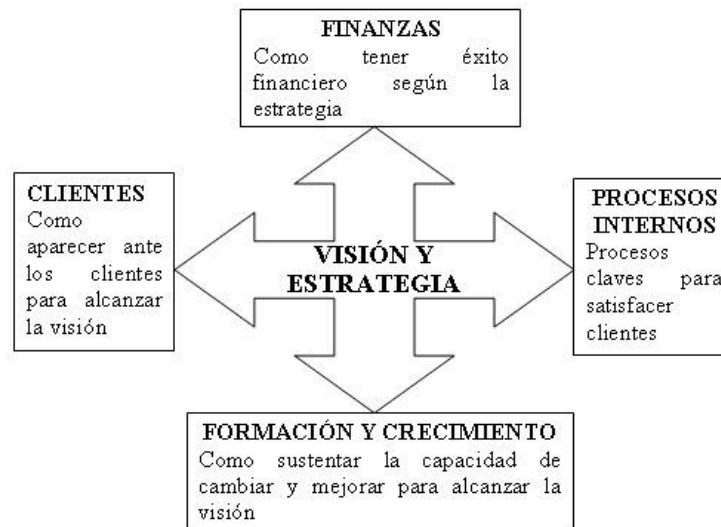 FINANZAS
Como tener éxito
financiero según la
estrategia
CLIENTES
Como
aparecer ante
los clientes
para alcanzar
la visión
VISIÓN Y
ESTRATEGIA
PROCESOS
INTERNOS
Procesos
claves para
satisfacer
clientes
FORMACIÓN Y CRECIMIENTO
Como sustentar la capacidad de
cambiar y mejorar para alcanzar la
visión